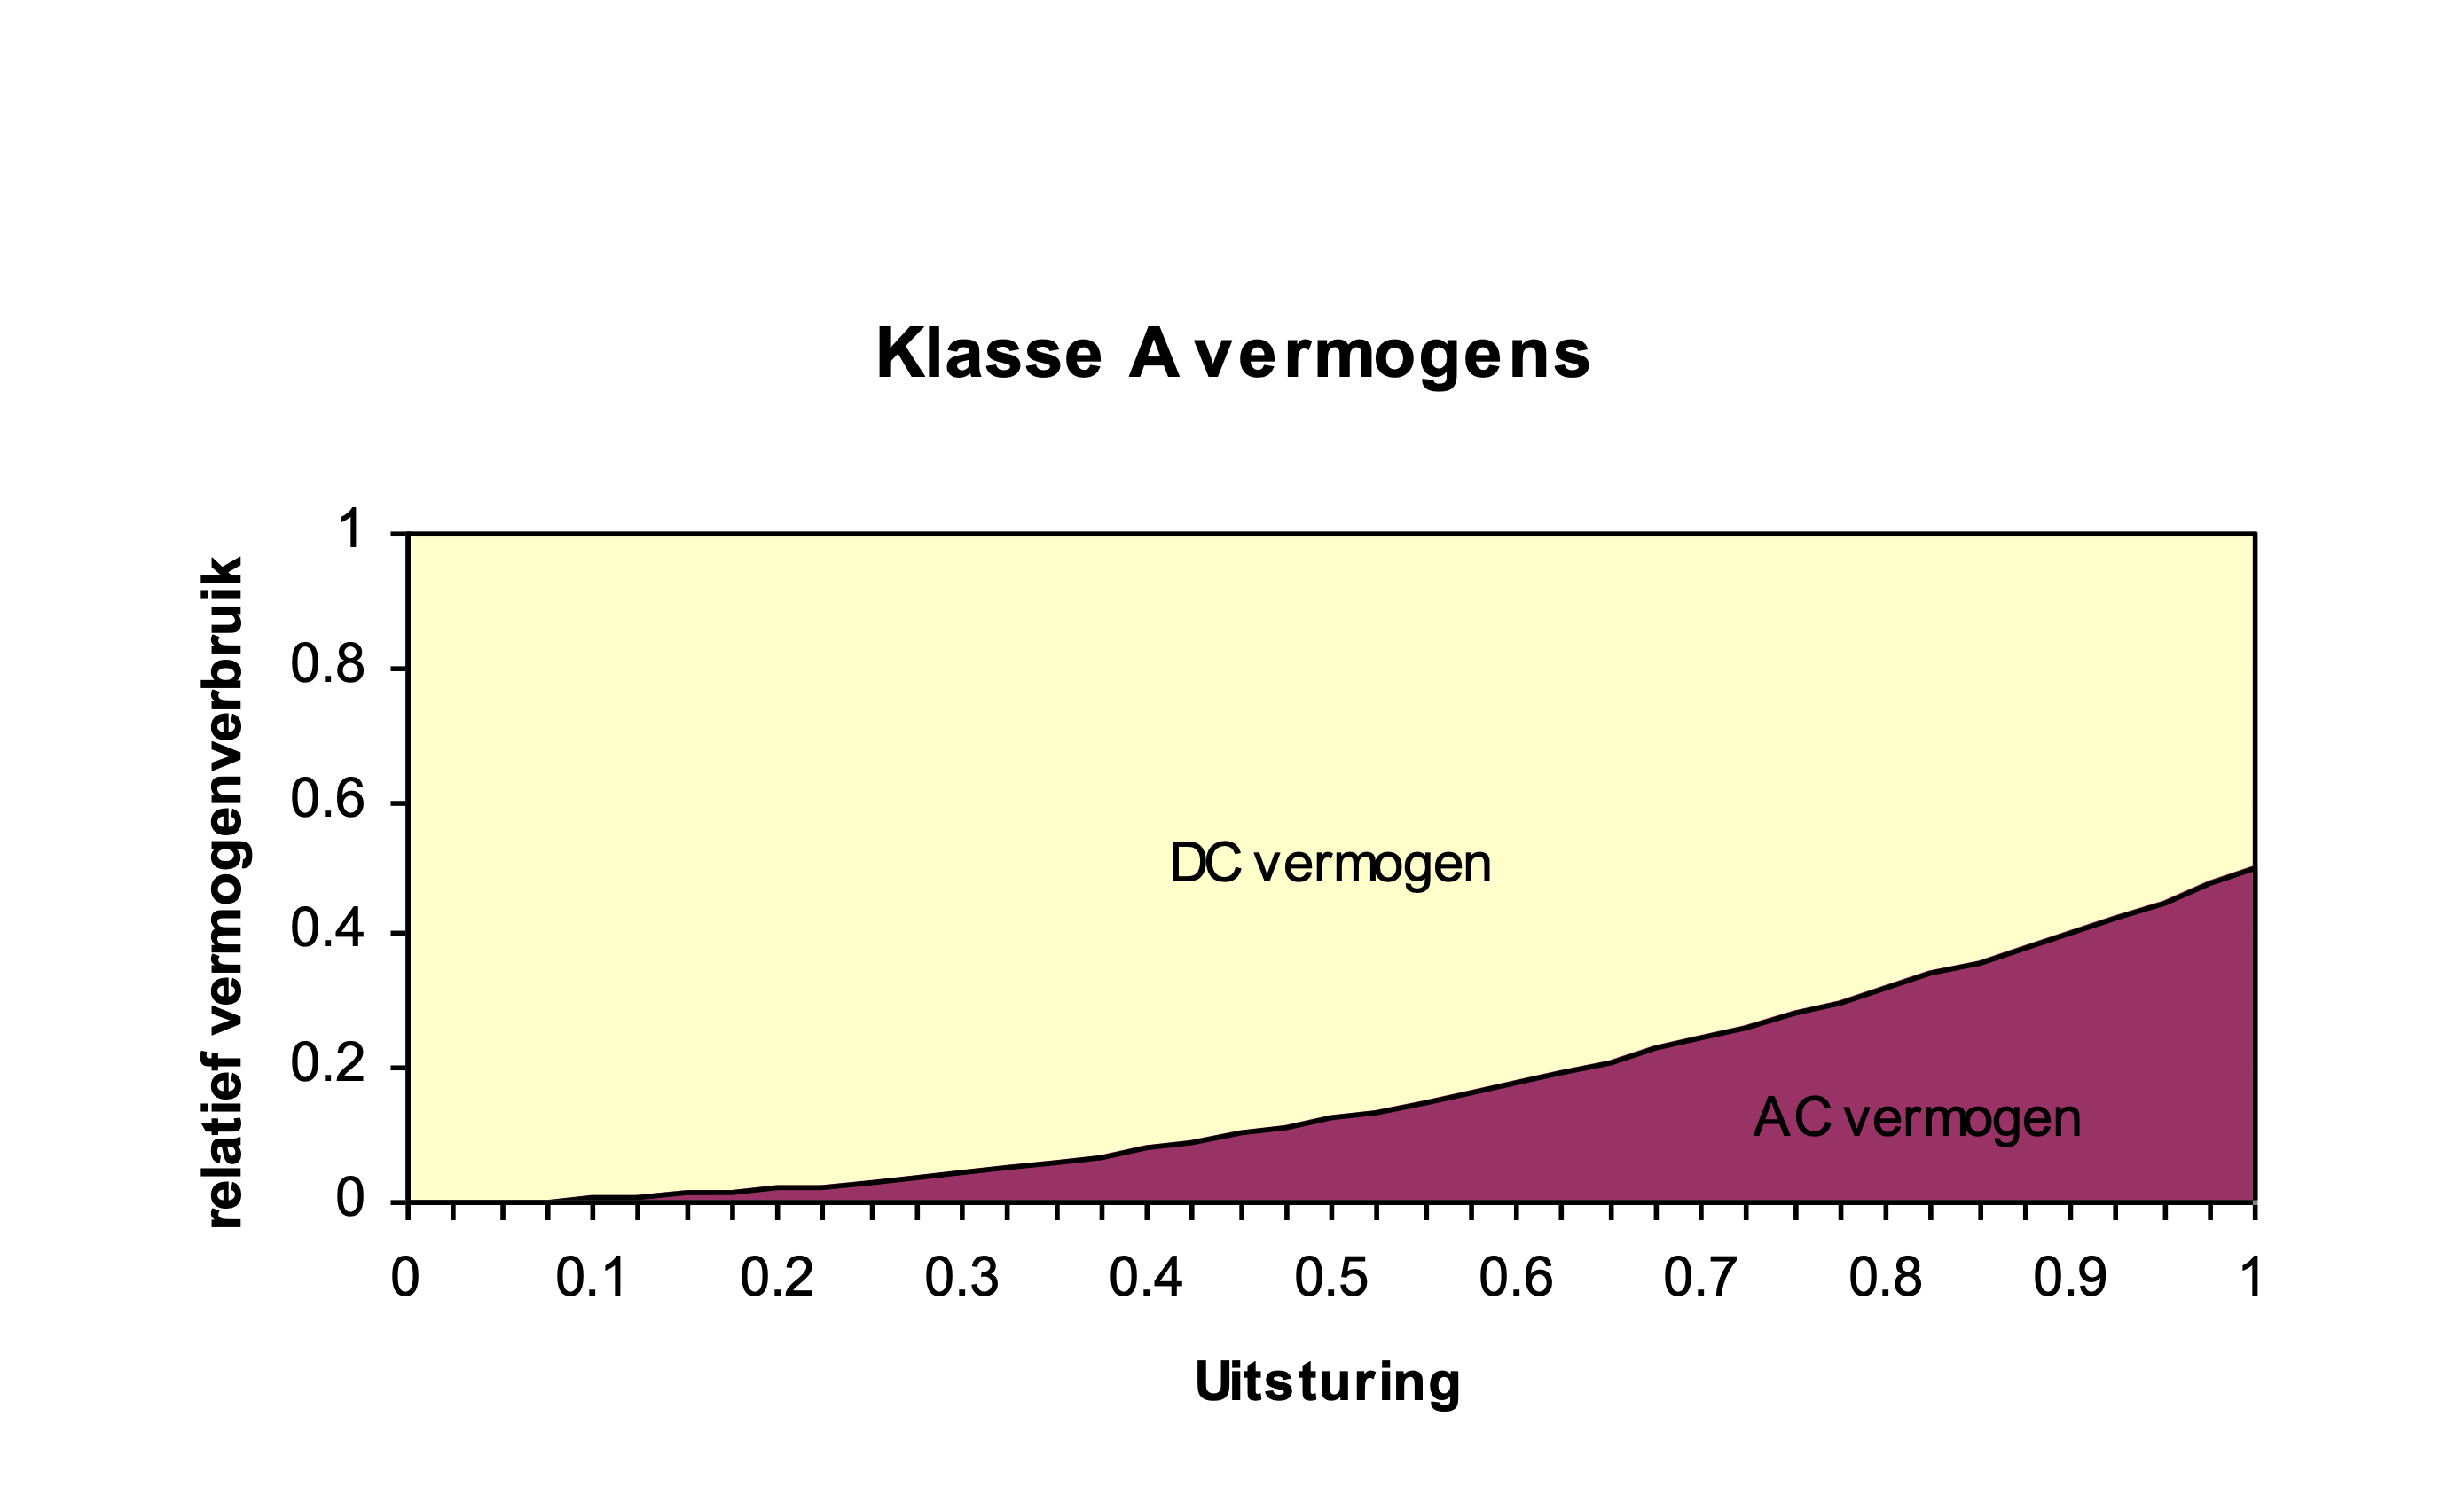 Klasse A vermogens
relatief vermogenverbruik
1
0.8
0.6
0.4
0.2
0
DC vermogen
AC vermogen
0 0.1 0.2 0.3 0.4 0.5 0.6 0.7 0.8 0.9 1
Uitsturing